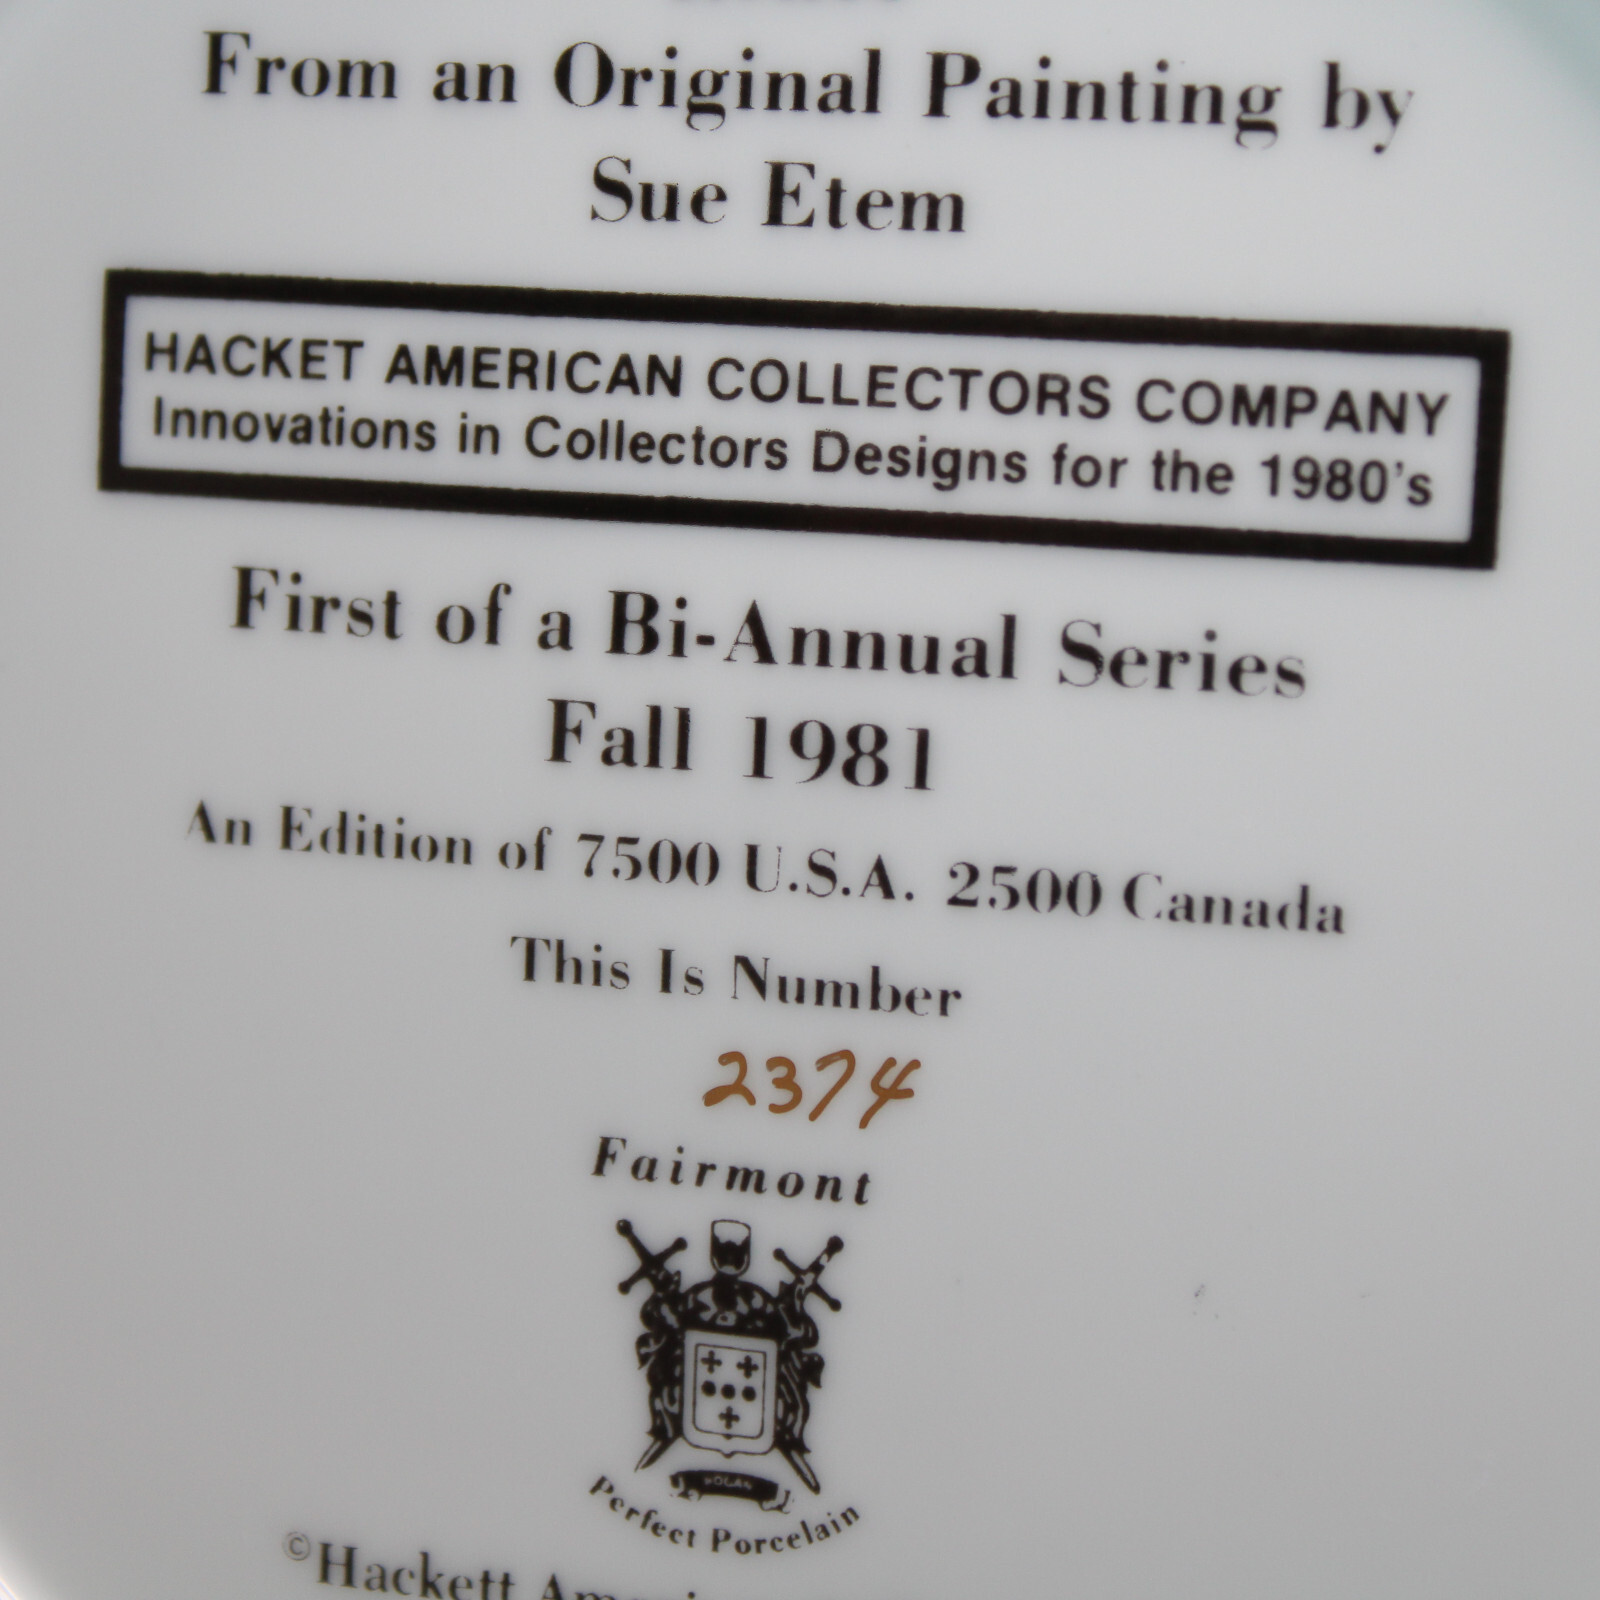 From an Original Painting by
Sue Etem
HACKET AMERICAN COLLECTORS COMPANY
Innovations in Collectors Designs for the 1980's
First of a Bi-Annual Series
Fall 1981
An Edition of 7500 U.S.A. 2500 Canada
This Is Number
2374
Fairmont
Perfect Porcelain
©Hackett